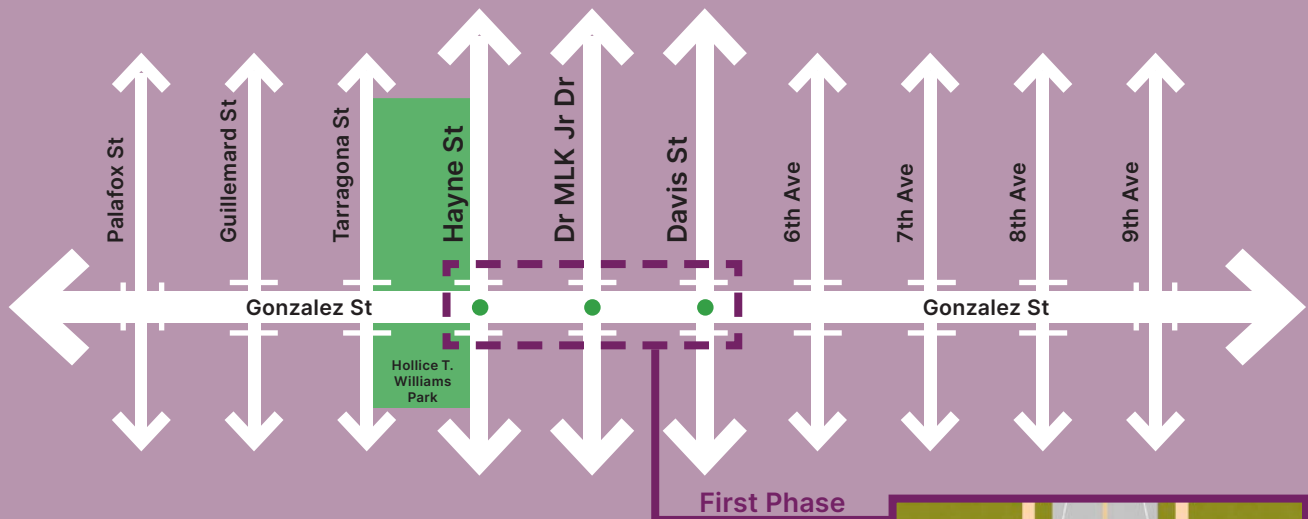 Palafox St
Guillemard St
Tarragona St
Hayne St
Dr MLK Jr Dr
Davis St
6th Ave
7th Ave
8th Ave
9th Ave
Gonzalez St
Gonzalez St
Hollice T.
Williams
Park
First Phase